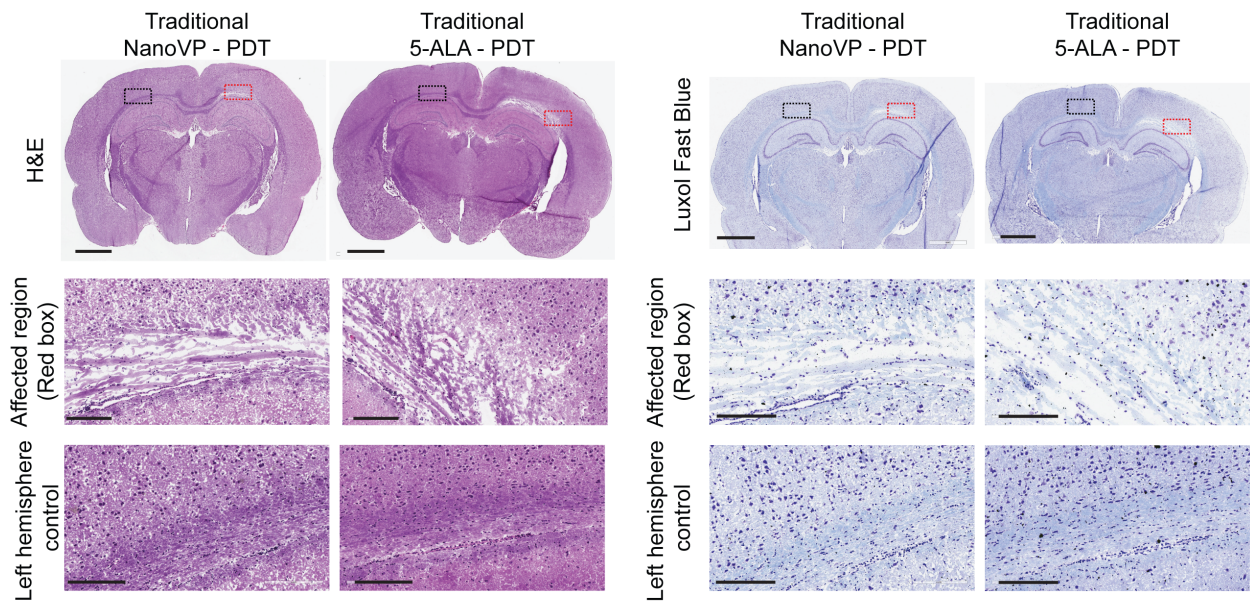 Traditional
NanoVP - PDT
Traditional
5-ALA - PDT
Traditional
NanoVP - PDT
Traditional
5-ALA - PDT
H&E
Luxol Fast Blue
Affected region
(Red box)
Affected region
(Red box)
Left hemisphere
control
Left hemisphere
control